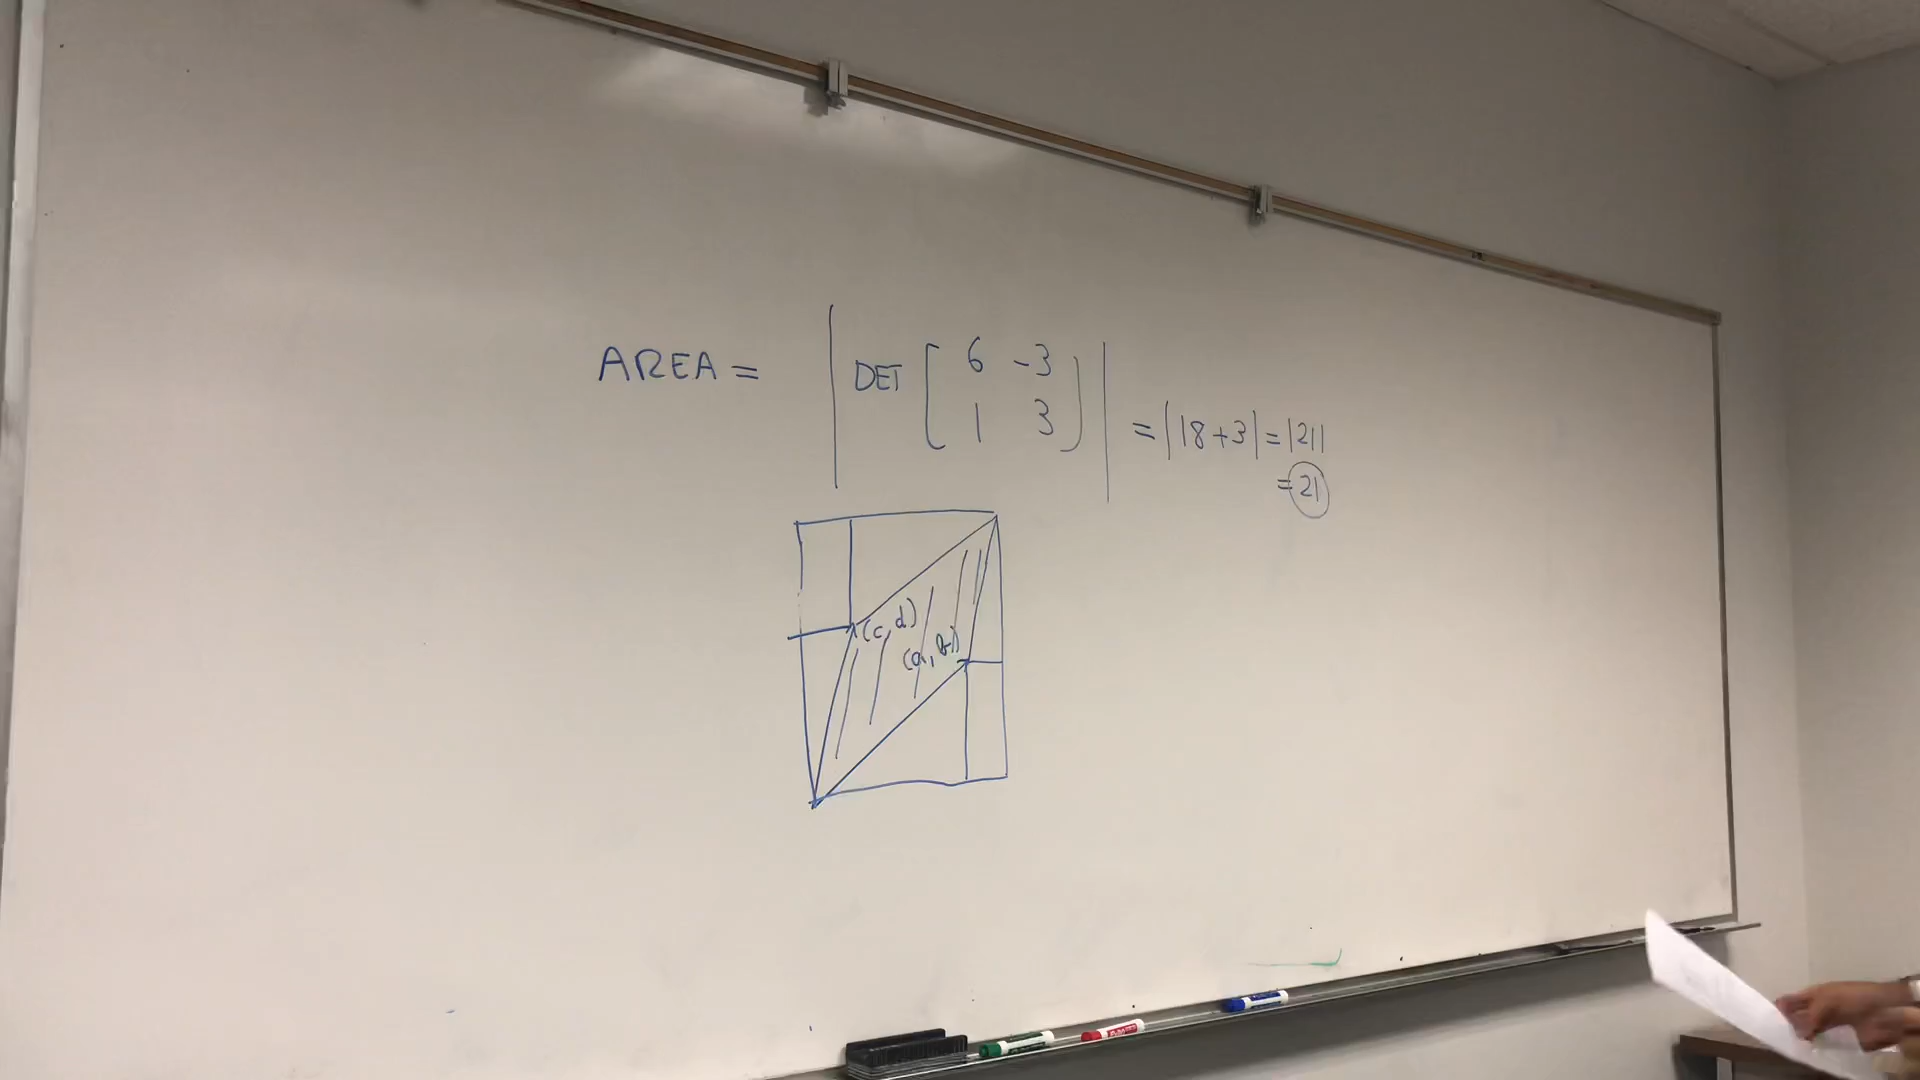 AREA = | DET [ 6 -3
1 3 ] | = |18+3| = |21|
= 21
(c, d)
(a, b)